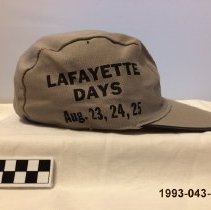 LAFAYETTE
DAYS
Aug. 23, 24, 25
1993-043-